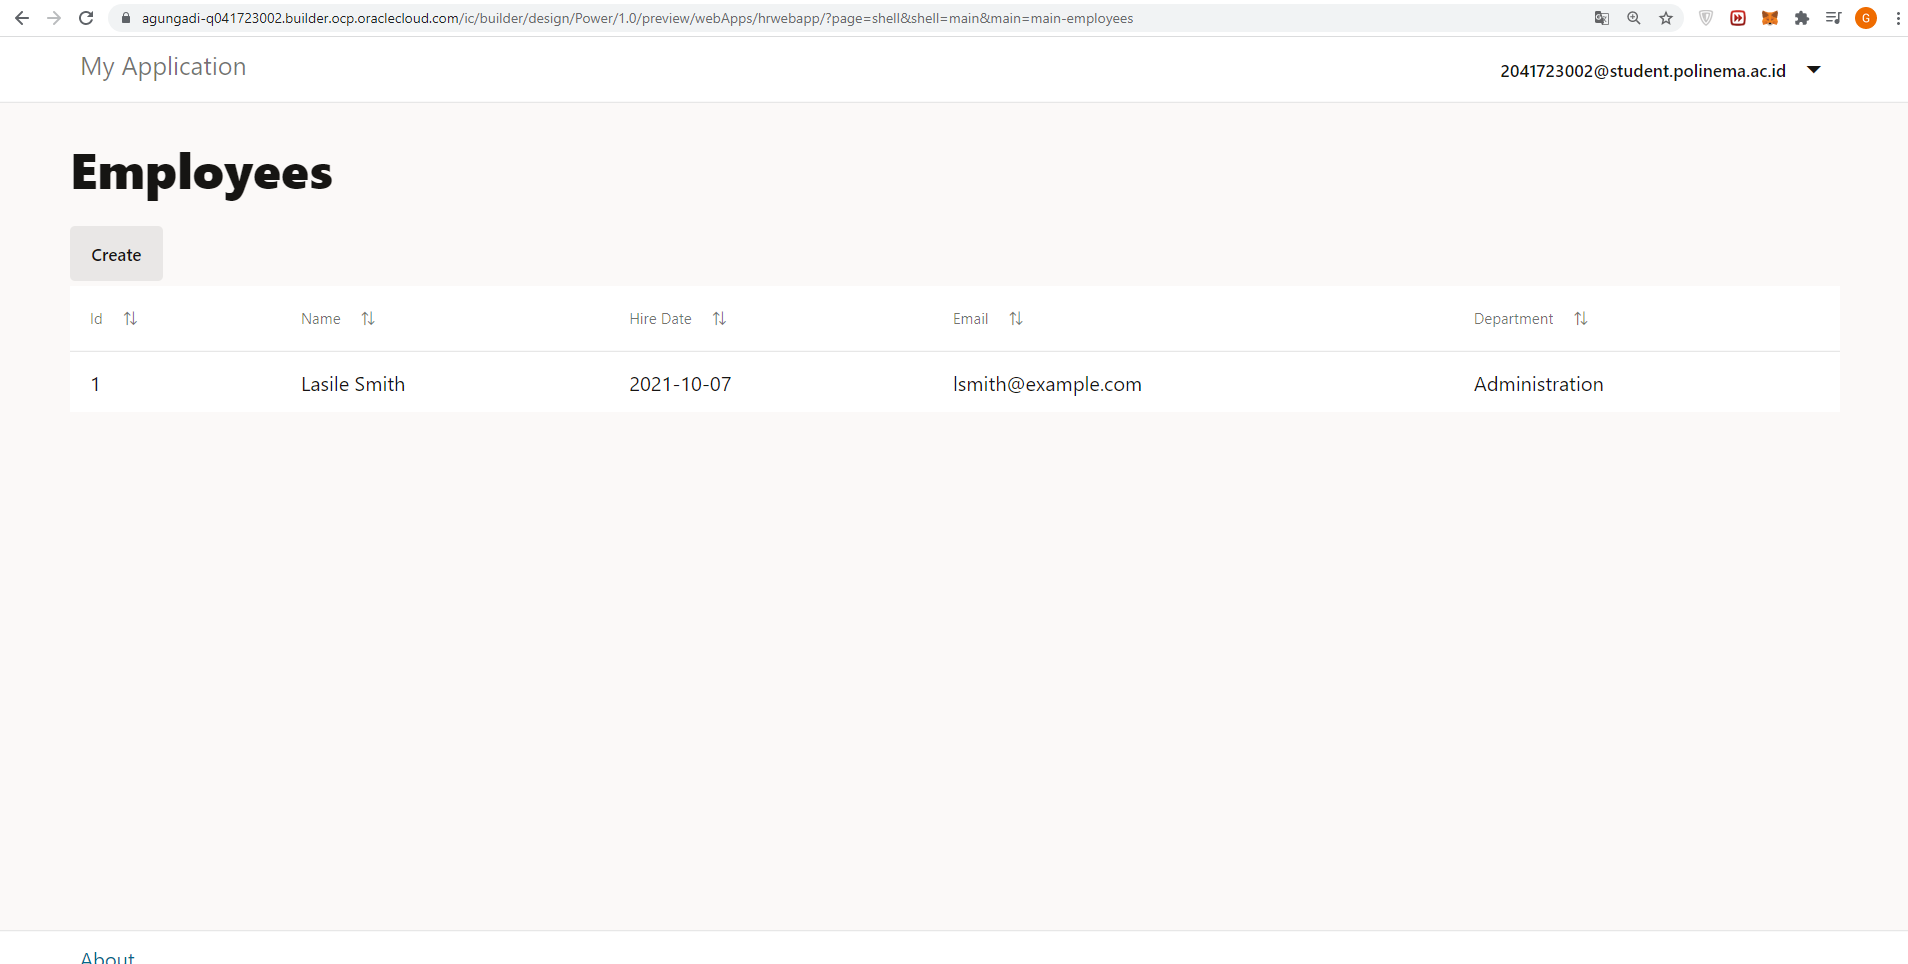 agungadi-q041723002.builder.ocp.oraclecloud.com/ic/builder/design/Power/1.0/preview/webApps/hrwebapp/?page=shell&shell=main&main=main-employees
G
My Application
2041723002@student.polinema.ac.id
Employees
Create
Id Name Hire Date Email Department
1 Lasile Smith 2021-10-07 lsmith@example.com Administration
About